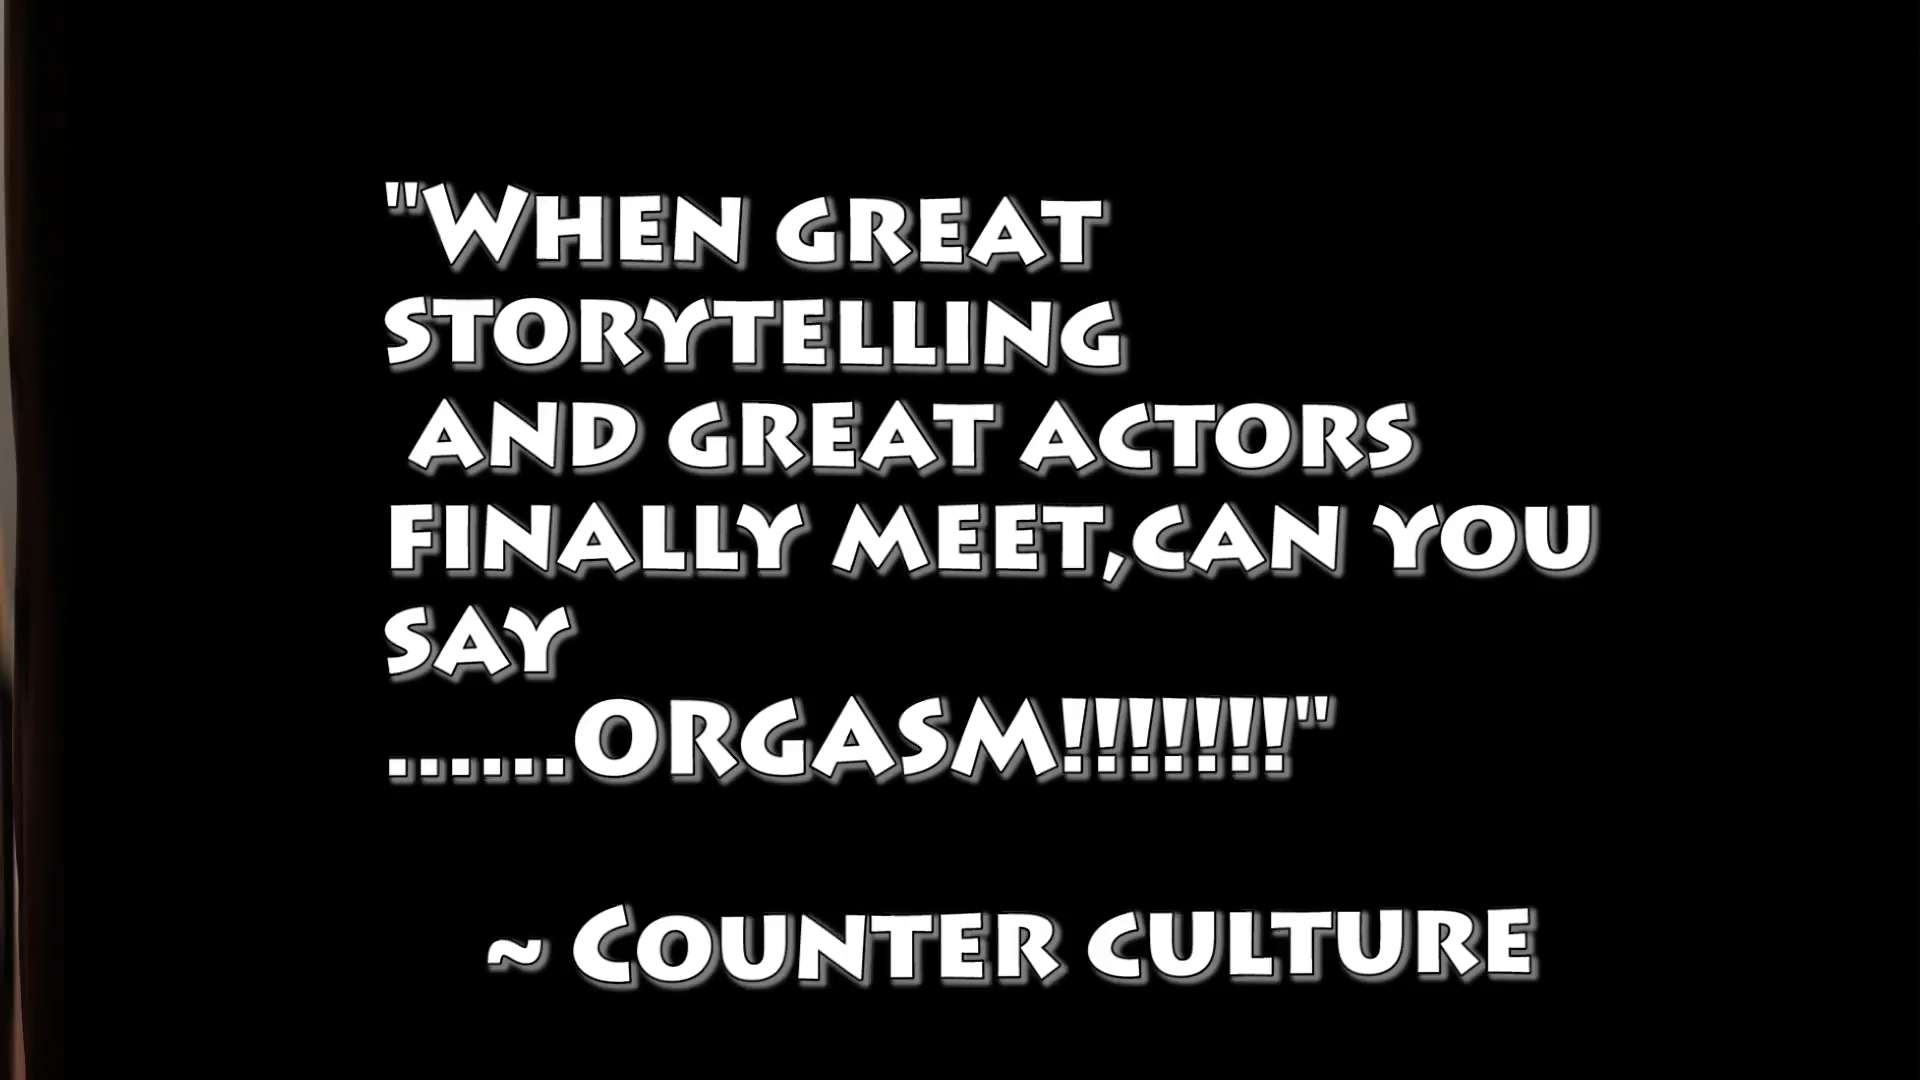 "When great
storytelling
and great actors
finally meet,can you
say
......ORGASM!!!!!!!"
~ Counter culture